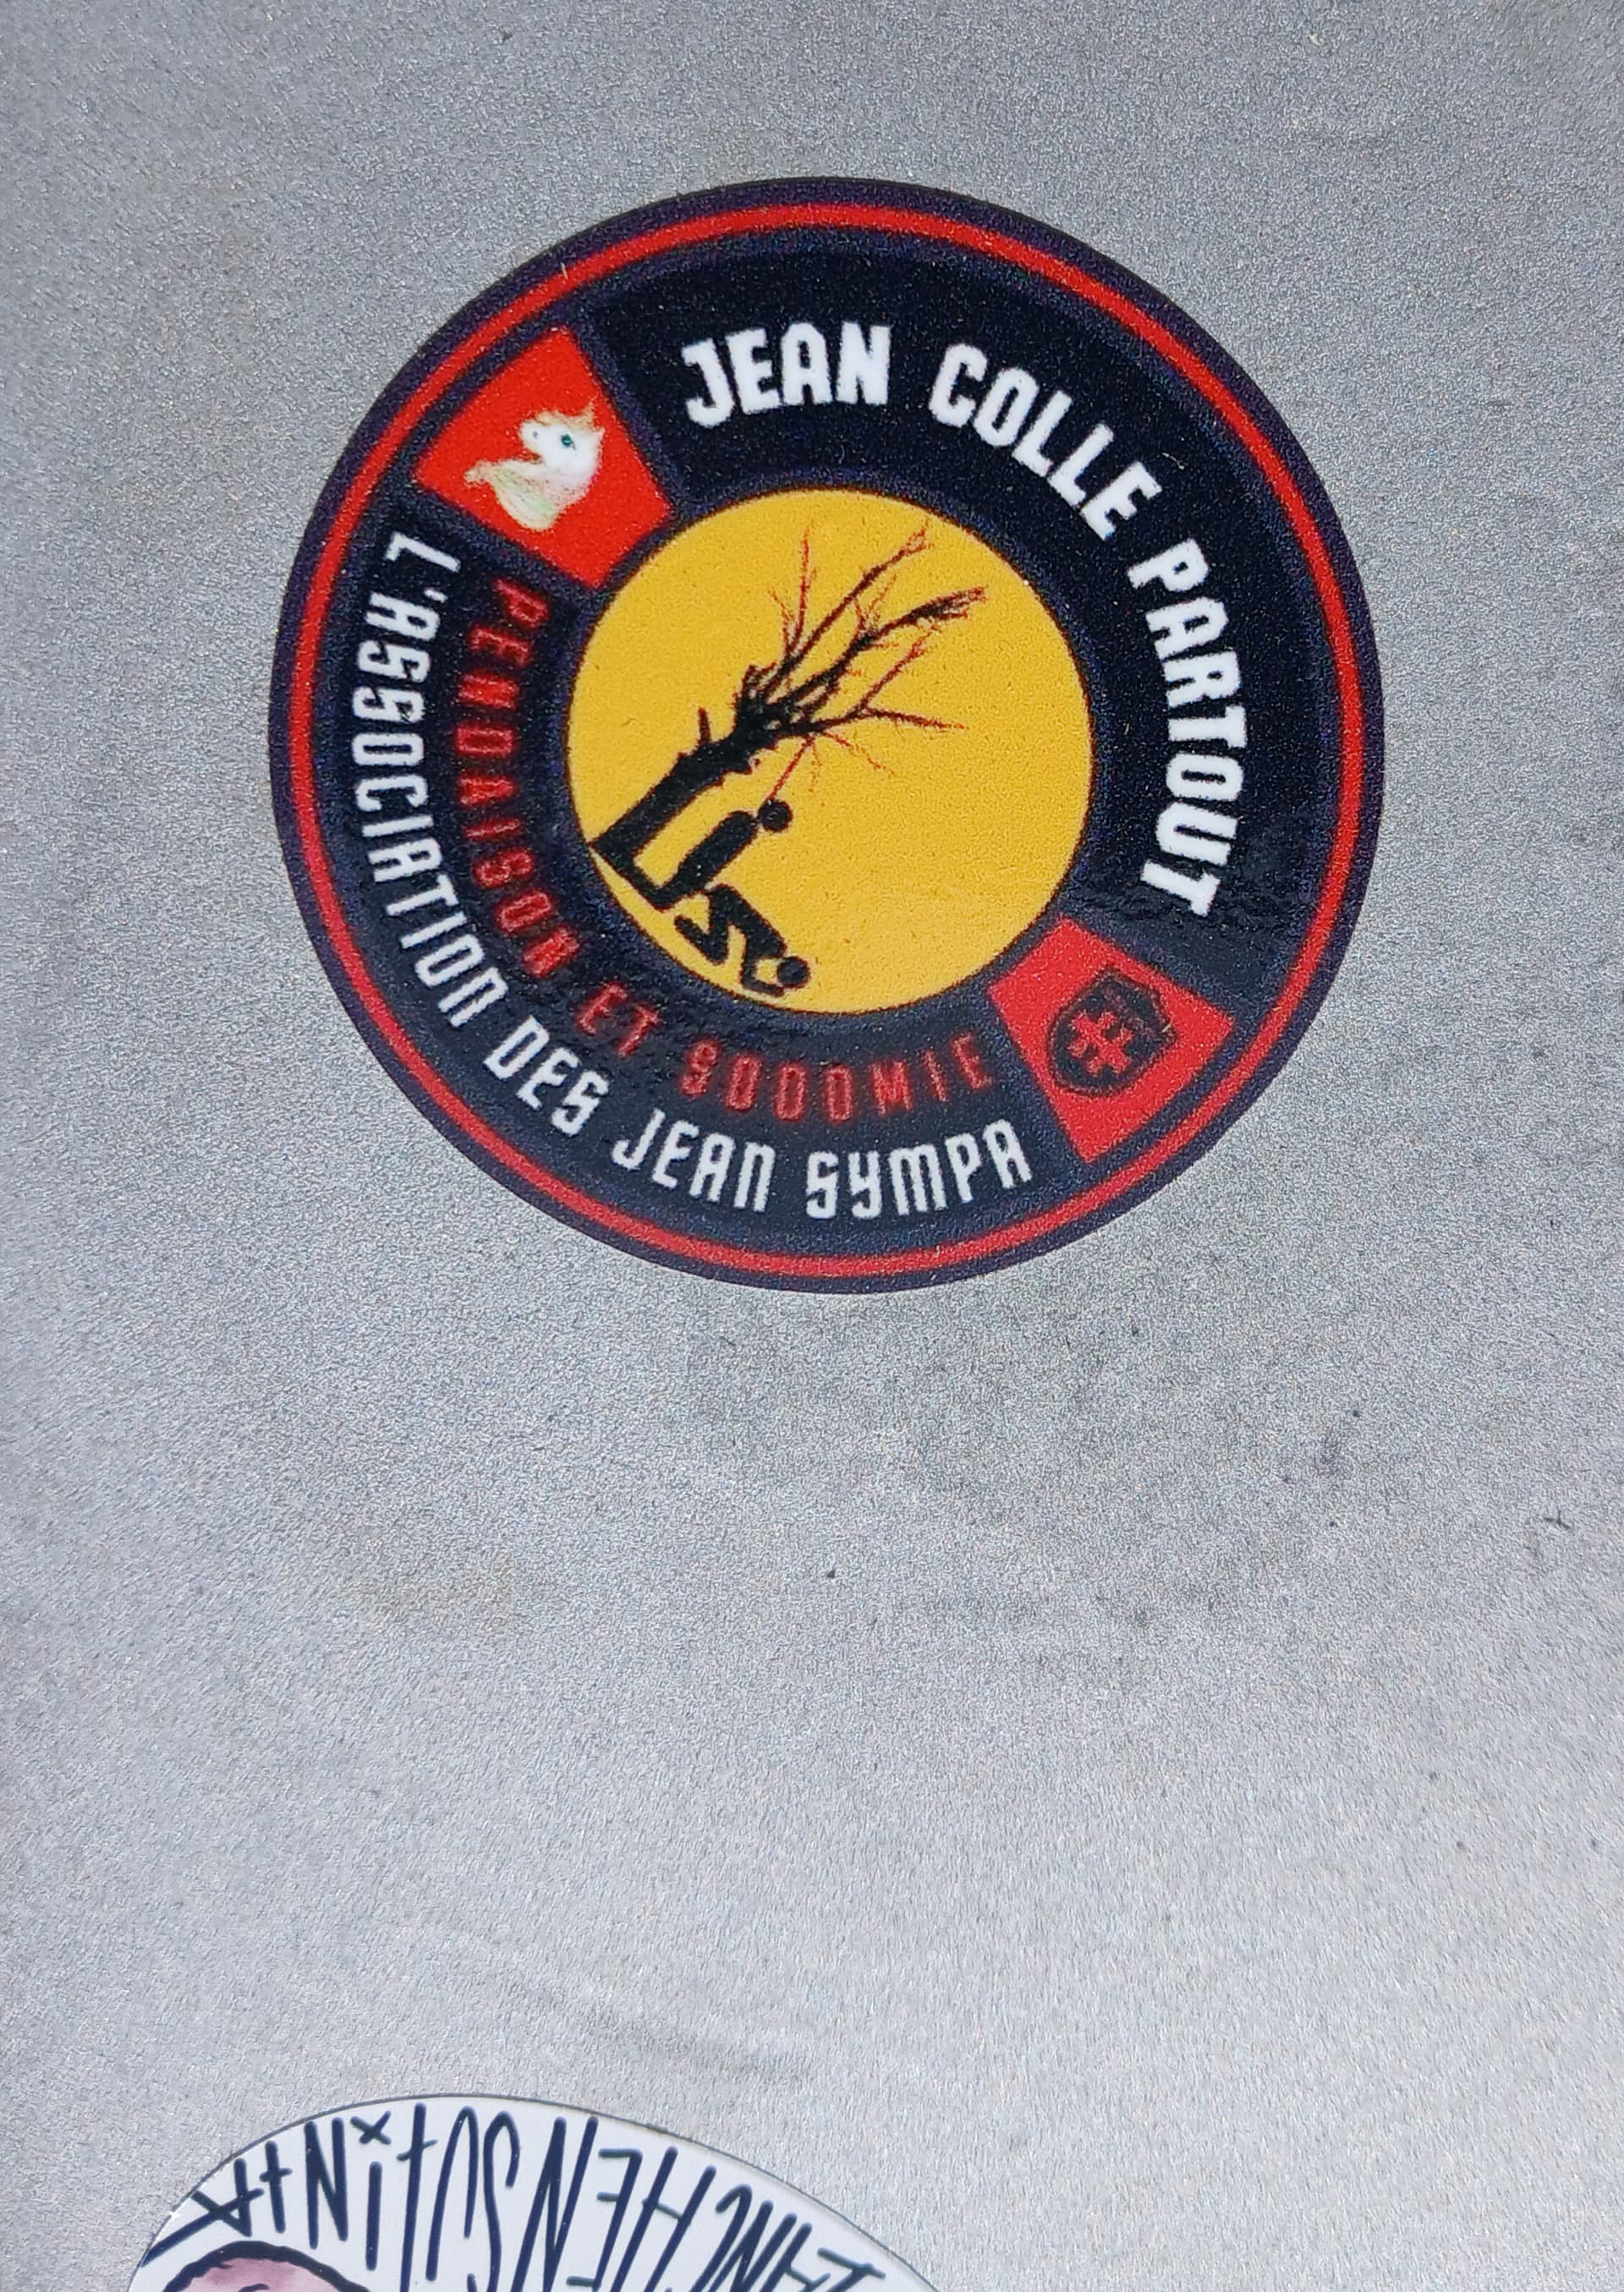 JEAN COLLE PARTOUT
PENDAISON ET SODOMIE
L'ASSOCIATION DES JEAN SYMPA